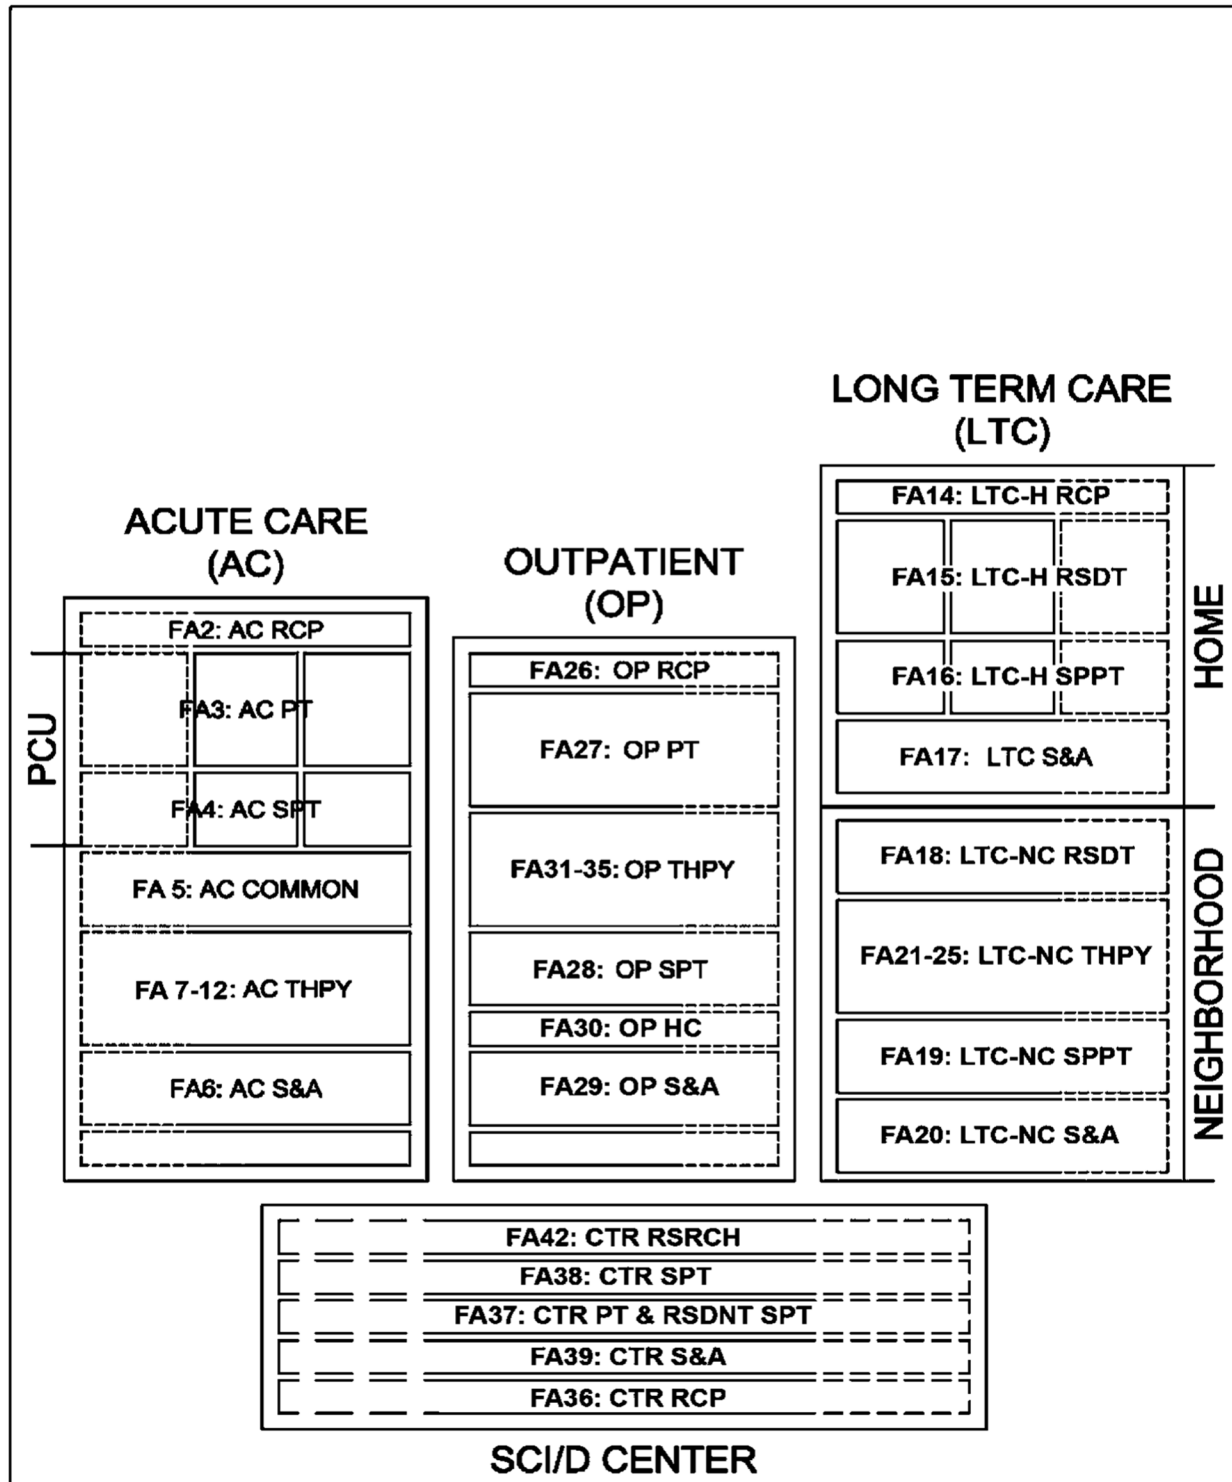 ACUTE CARE
(AC)
PCU
FA2: AC RCP
FA3: AC PT
FA4: AC SPT
FA 5: AC COMMON
FA 7-12: AC THPY
FA6: AC S&A
OUTPATIENT
(OP)
FA26: OP RCP
FA27: OP PT
FA31-35: OP THPY
FA28: OP SPT
FA30: OP HC
FA29: OP S&A
LONG TERM CARE
(LTC)
FA14: LTC-H RCP
FA15: LTC-H RSDT
FA16: LTC-H SPPT
FA17: LTC S&A
HOME
FA18: LTC-NC RSDT
FA21-25: LTC-NC THPY
FA19: LTC-NC SPPT
FA20: LTC-NC S&A
NEIGHBORHOOD
FA42: CTR RSRCH
FA38: CTR SPT
FA37: CTR PT & RSDNT SPT
FA39: CTR S&A
FA36: CTR RCP
SCI/D CENTER